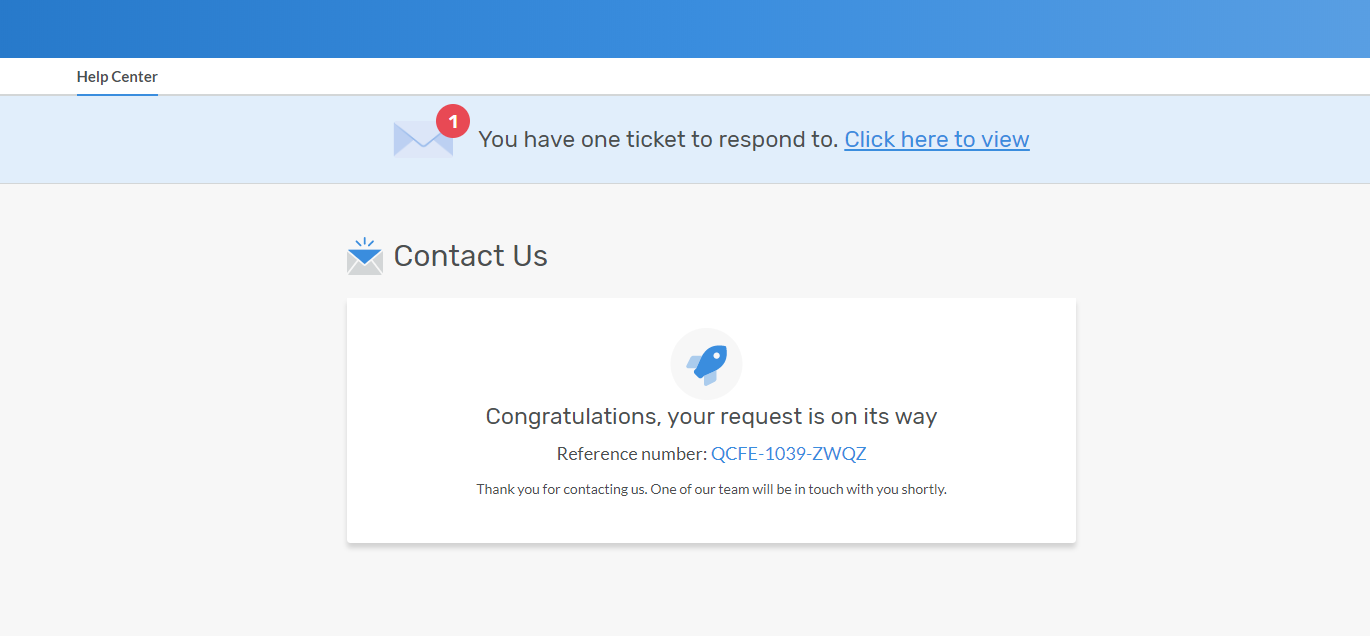 Help Center
1
You have one ticket to respond to. Click here to view
Contact Us
Congratulations, your request is on its way
Reference number: QCFE-1039-ZWQZ
Thank you for contacting us. One of our team will be in touch with you shortly.